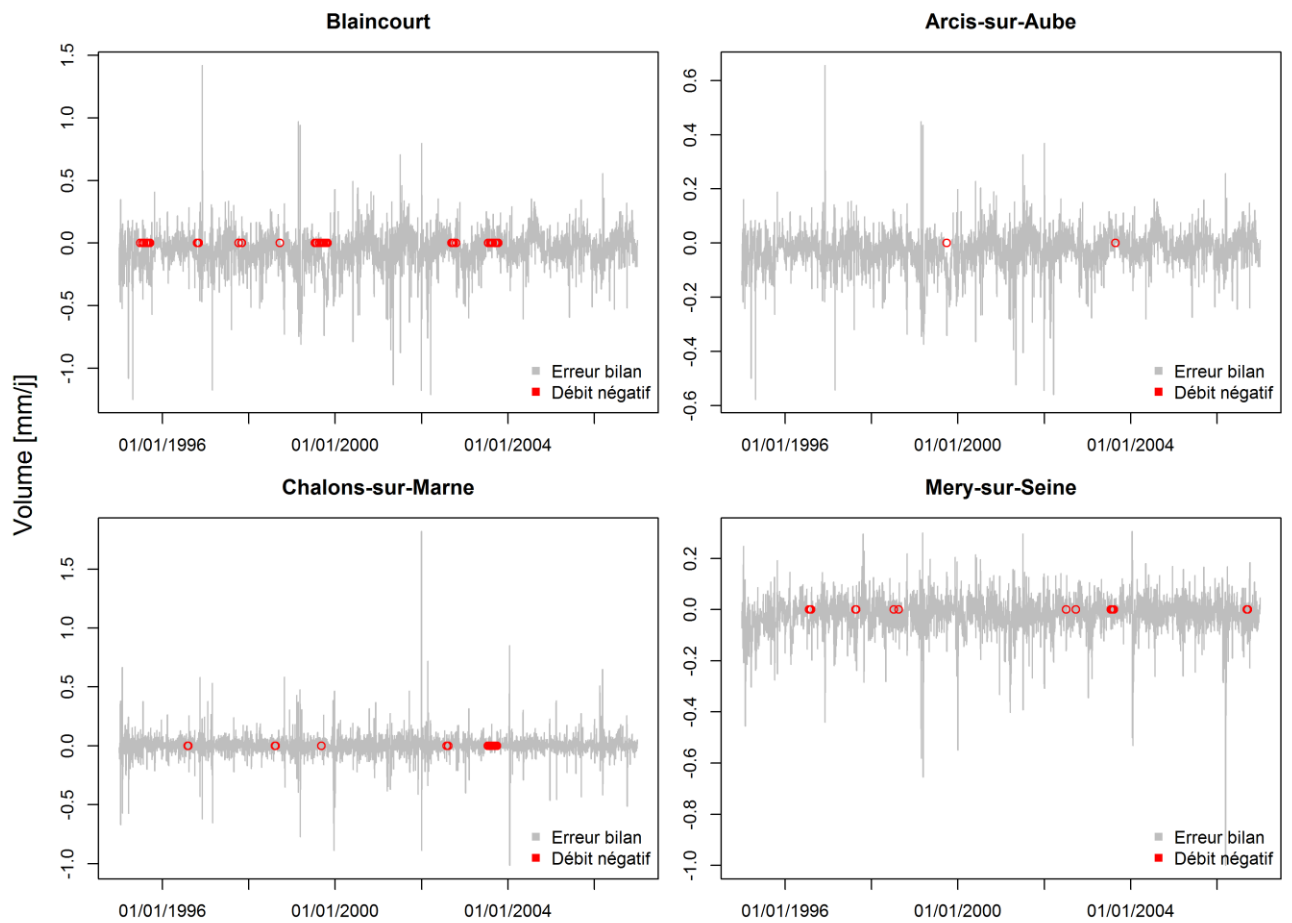 Blaincourt
1.5
1.0
0.5
0.0
-0.5
-1.0
Erreur bilan
Débit négatif
01/01/1996
01/01/2000
01/01/2004
Arcis-sur-Aube
0.6
0.4
0.2
0.0
-0.2
-0.4
-0.6
Erreur bilan
Débit négatif
01/01/1996
01/01/2000
01/01/2004
Volume [mm/j]
Chalons-sur-Marne
1.5
1.0
0.5
0.0
-0.5
-1.0
Erreur bilan
Débit négatif
01/01/1996
01/01/2000
01/01/2004
Mery-sur-Seine
0.2
0.0
-0.2
-0.4
-0.6
-0.8
-1.0
Erreur bilan
Débit négatif
01/01/1996
01/01/2000
01/01/2004